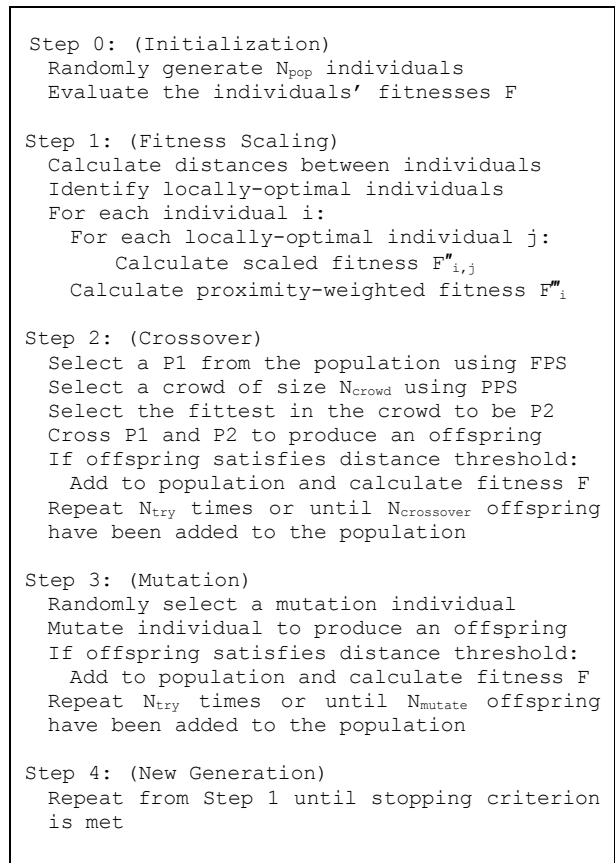 Step 0: (Initialization)
Randomly generate Npop individuals
Evaluate the individuals’ fitnesses F
Step 1: (Fitness Scaling)
Calculate distances between individuals
Identify locally-optimal individuals
For each individual i:
For each locally-optimal individual j:
Calculate scaled fitness F″i,j
Calculate proximity-weighted fitness F‴i
Step 2: (Crossover)
Select a P1 from the population using FPS
Select a crowd of size Ncrowd using PPS
Select the fittest in the crowd to be P2
Cross P1 and P2 to produce an offspring
If offspring satisfies distance threshold:
Add to population and calculate fitness F
Repeat Ntry times or until Ncrossover offspring
have been added to the population
Step 3: (Mutation)
Randomly select a mutation individual
Mutate individual to produce an offspring
If offspring satisfies distance threshold:
Add to population and calculate fitness F
Repeat Ntry times or until Nmutate offspring
have been added to the population
Step 4: (New Generation)
Repeat from Step 1 until stopping criterion
is met